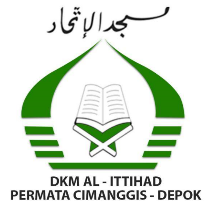 مسجد الإتحاد
DKM AL - ITTIHAD
PERMATA CIMANGGIS - DEPOK